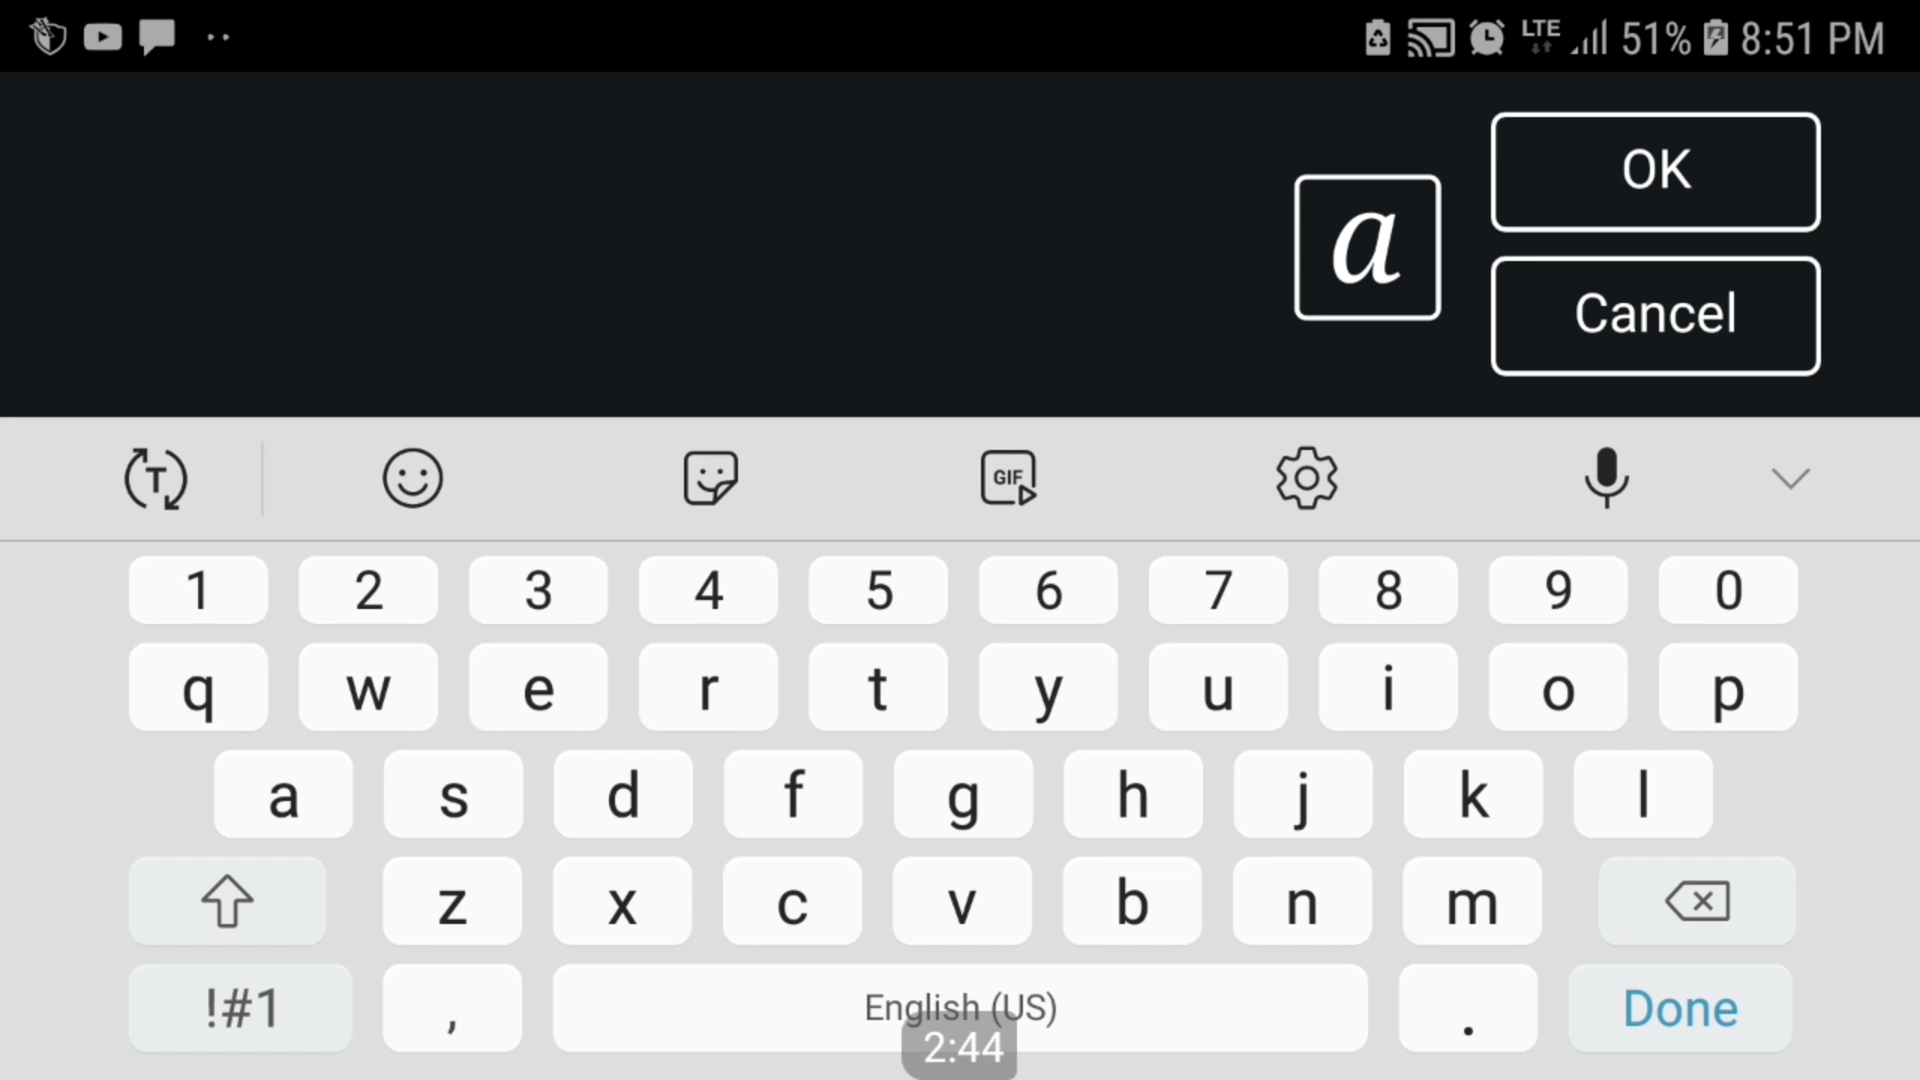 LTE 51% 8:51 PM
OK
a
Cancel
T GIF
1 2 3 4 5 6 7 8 9 0
q w e r t y u i o p
a s d f g h j k l
z x c v b n m
!#1 , English (US) . Done
2:44